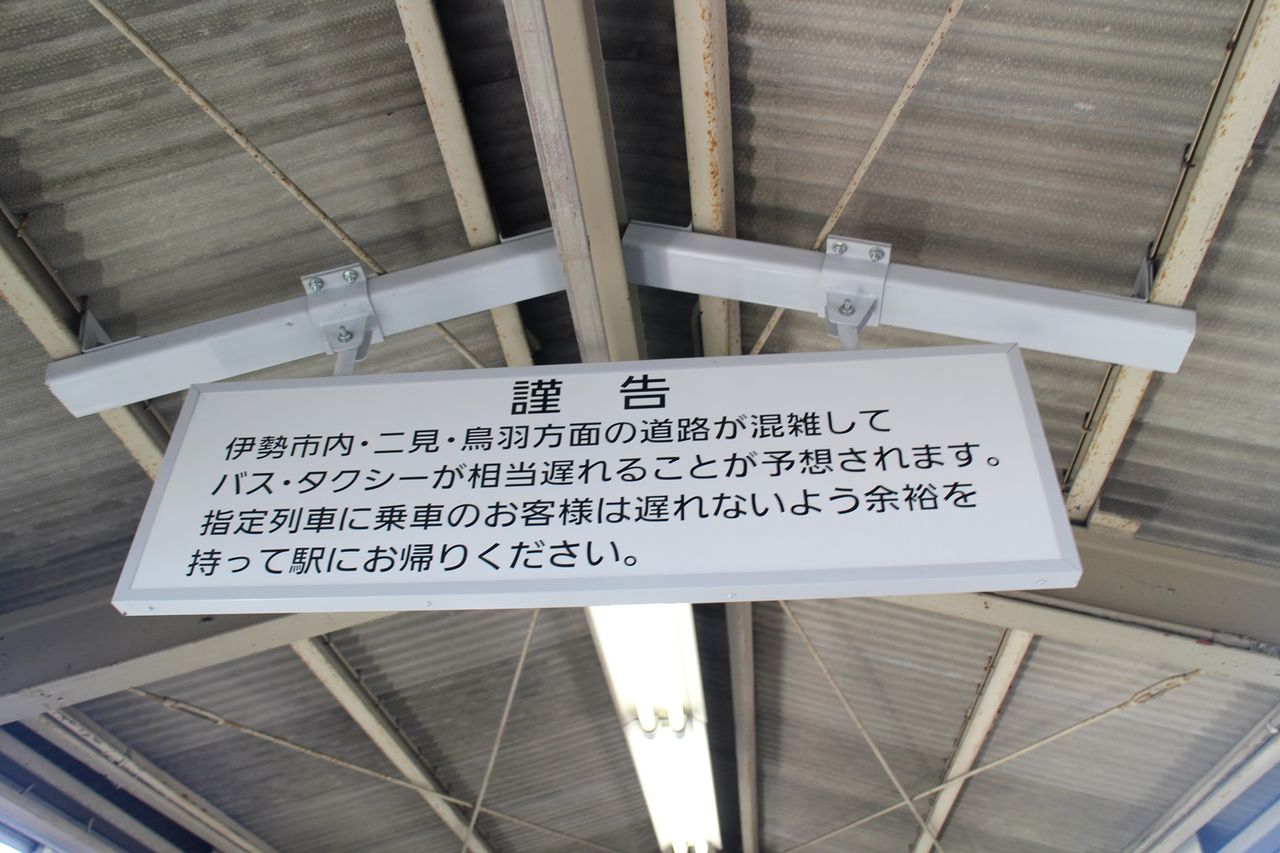 謹告
伊勢市内・二見・鳥羽方面の道路が混雑して
バス・タクシーが相当遅れることが予想されます。
指定列車に乗車のお客様は遅れないよう余裕を
持って駅にお帰りください。